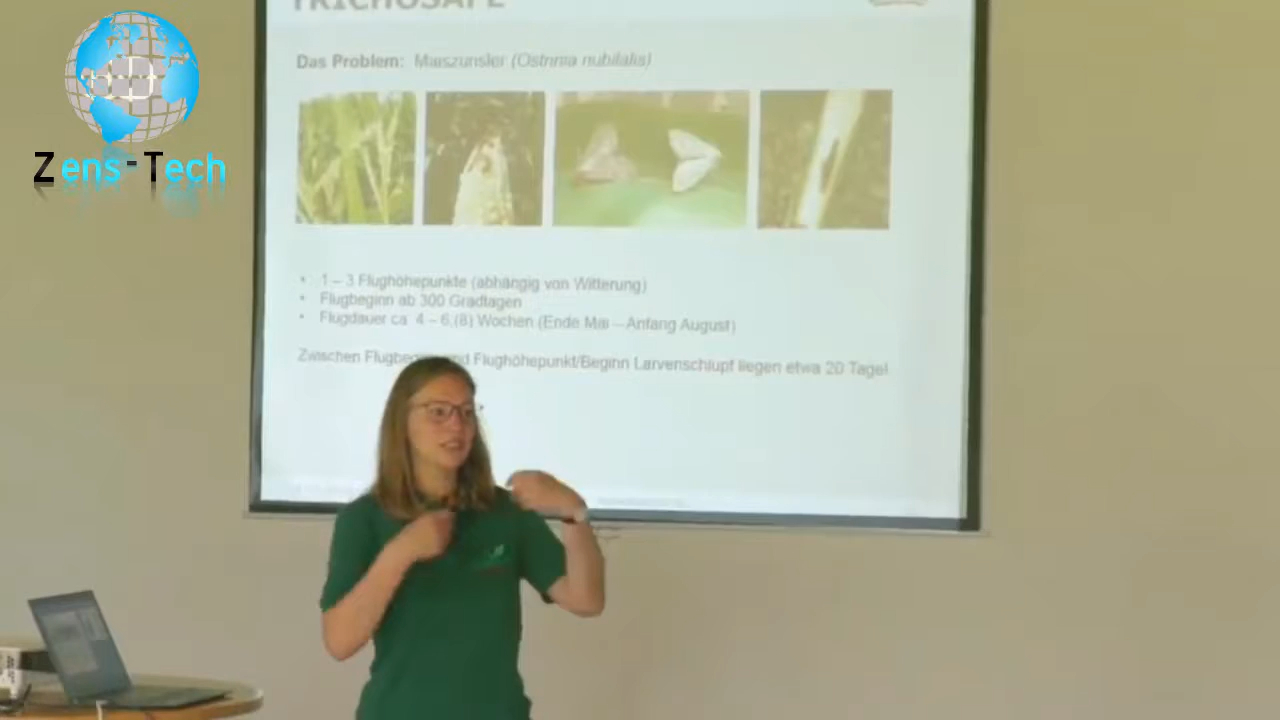 TRICHOSAFE
Zens-Tech
Das Problem: Maiszünsler (Ostrinia nubilalis)
• 1 – 3 Flughöhepunkte (abhängig von Witterung)
• Flugbeginn ab 300 Gradtagen
• Flugdauer ca. 4 – 6,(8) Wochen (Ende Mai – Anfang August)
Zwischen Flugbeginn und Flughöhepunkt/Beginn Larvenschlupf liegen etwa 20 Tage!